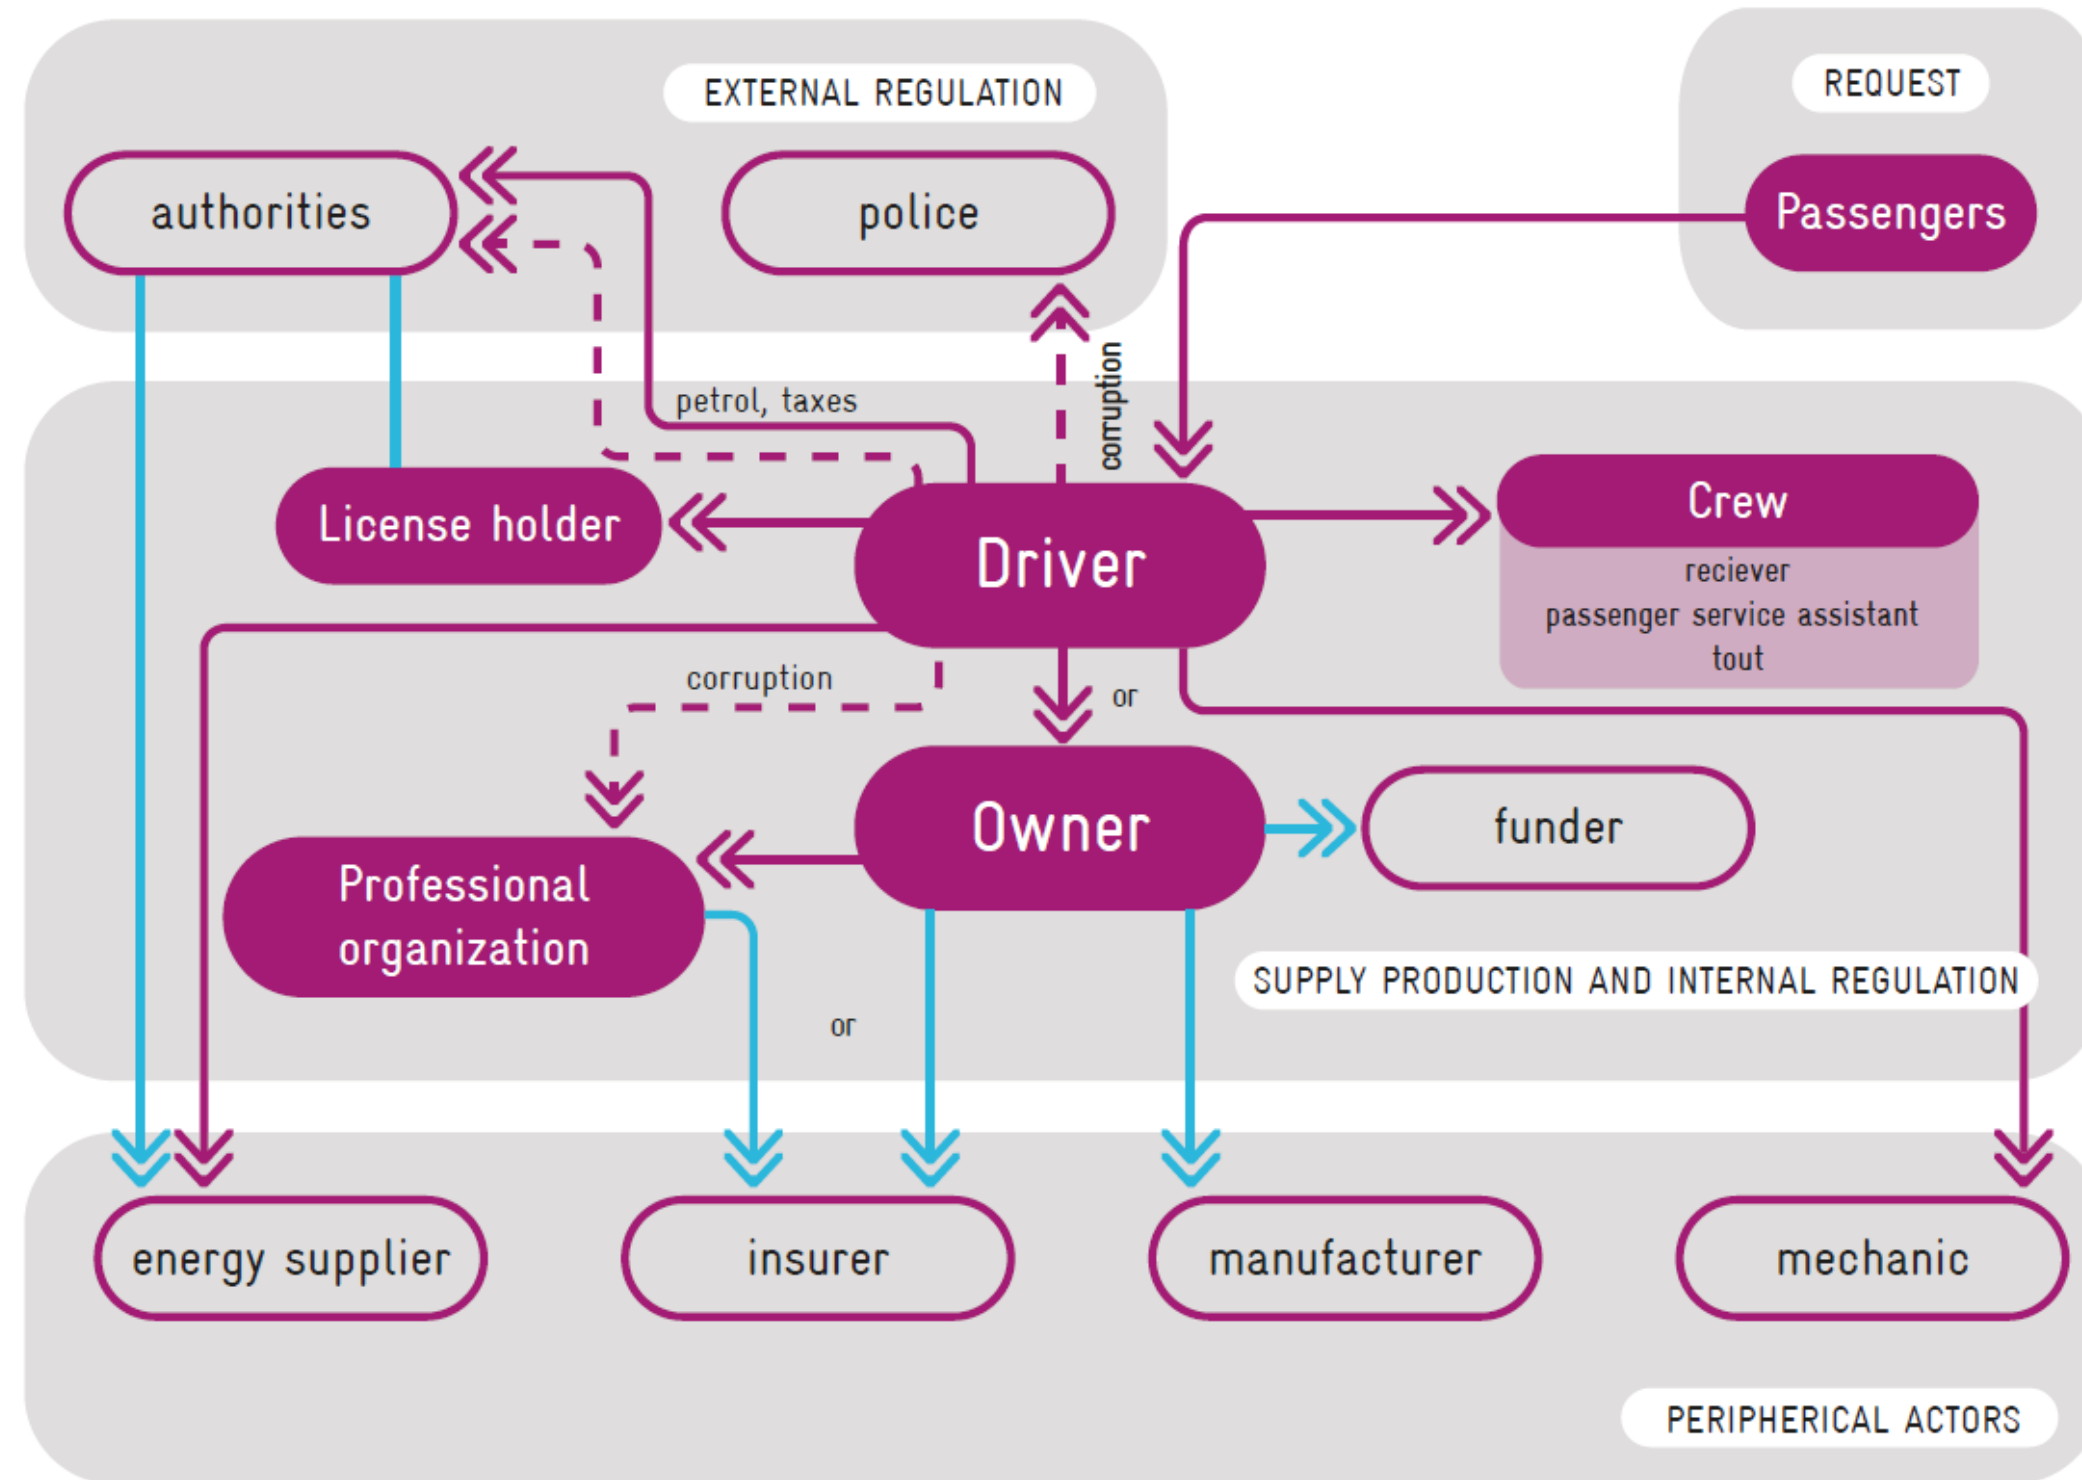 EXTERNAL REGULATION
REQUEST
authorities
police
Passengers
petrol, taxes
corruption
License holder
Driver
Crew
reciever
passenger service assistant
tout
corruption
or
Owner
funder
Professional
organization
SUPPLY PRODUCTION AND INTERNAL REGULATION
or
energy supplier
insurer
manufacturer
mechanic
PERIPHERICAL ACTORS